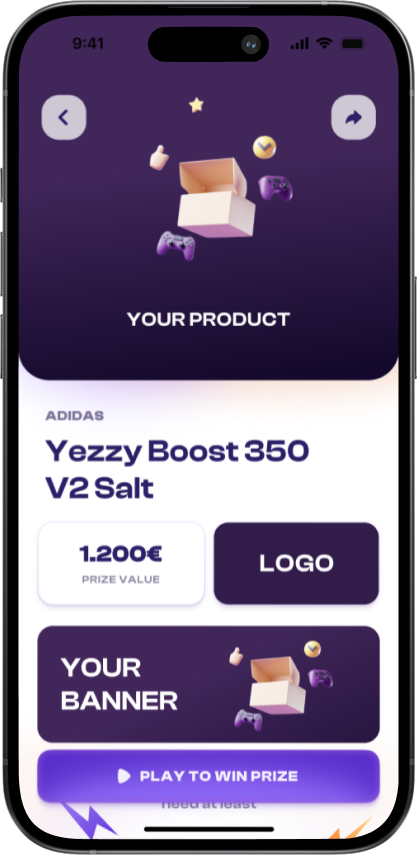 9:41
YOUR PRODUCT
ADIDAS
Yezzy Boost 350
V2 Salt
1.200€
PRIZE VALUE
LOGO
YOUR
BANNER
PLAY TO WIN PRIZE
need at least